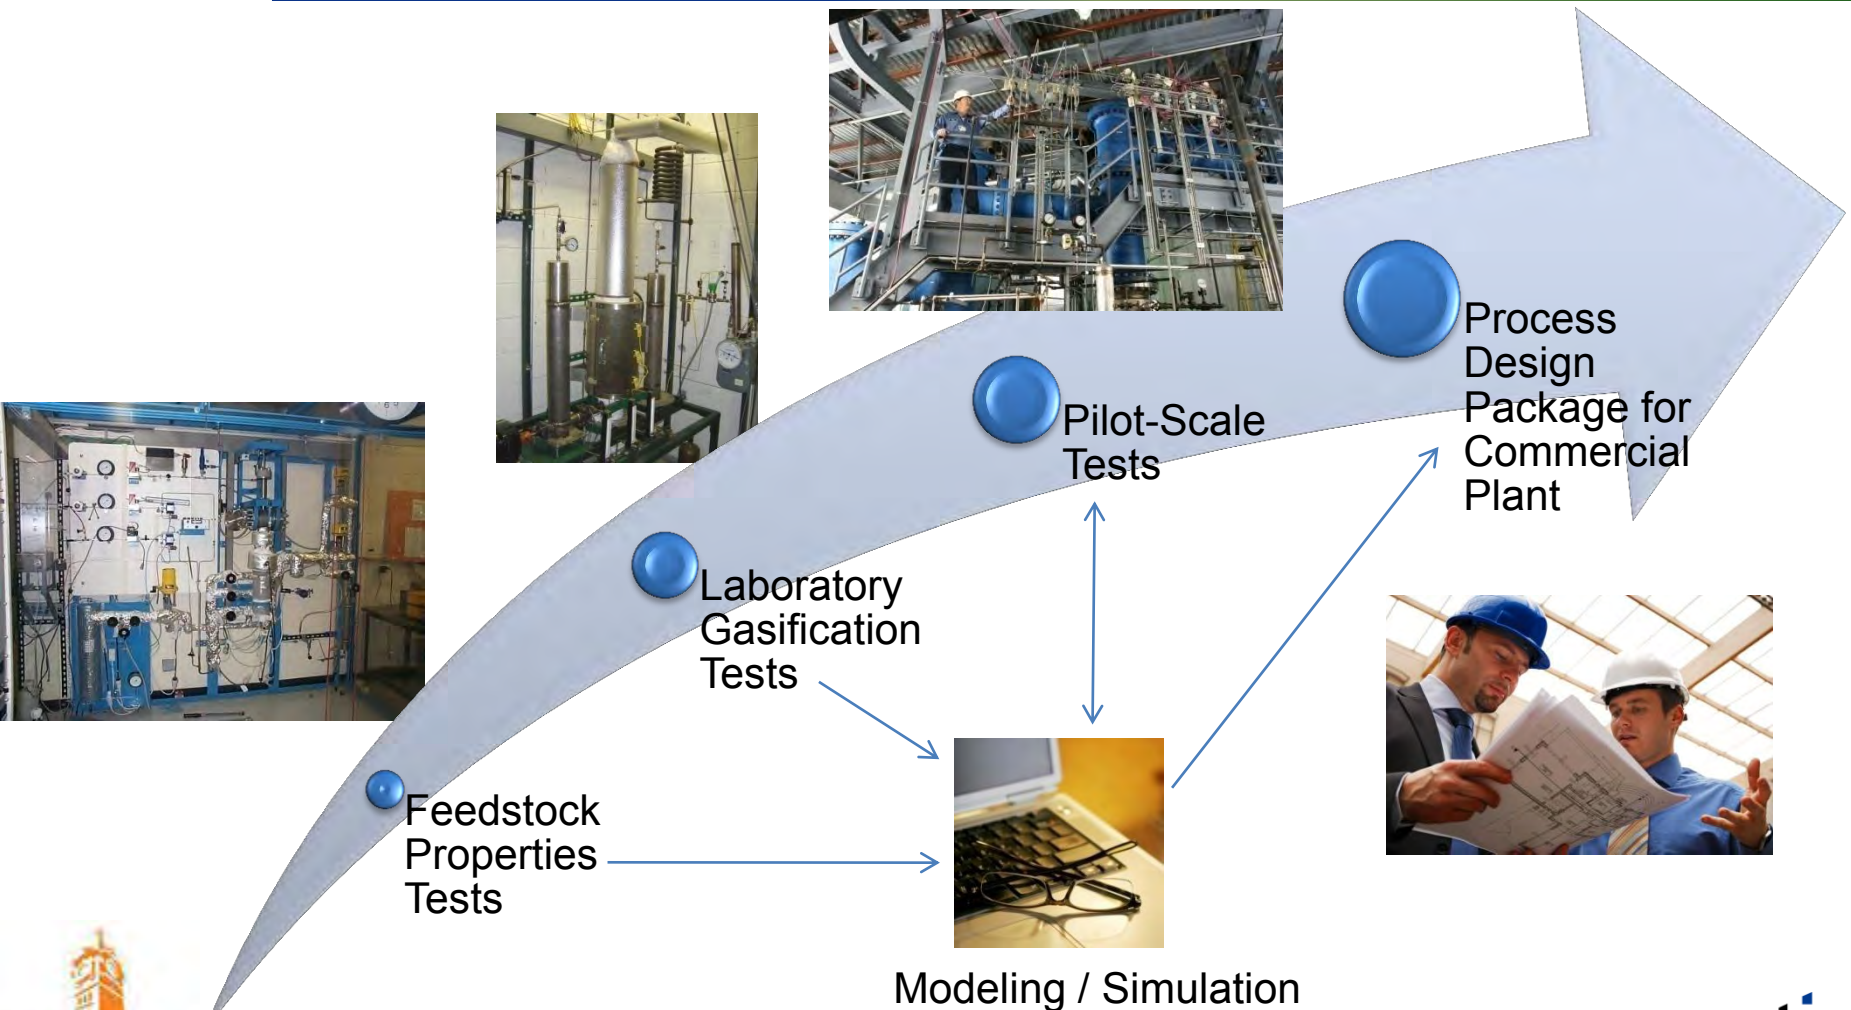 Process
Design
Package for
Commercial
Plant
Pilot-Scale
Tests
Laboratory
Gasification
Tests
Feedstock
Properties
Tests
Modeling / Simulation